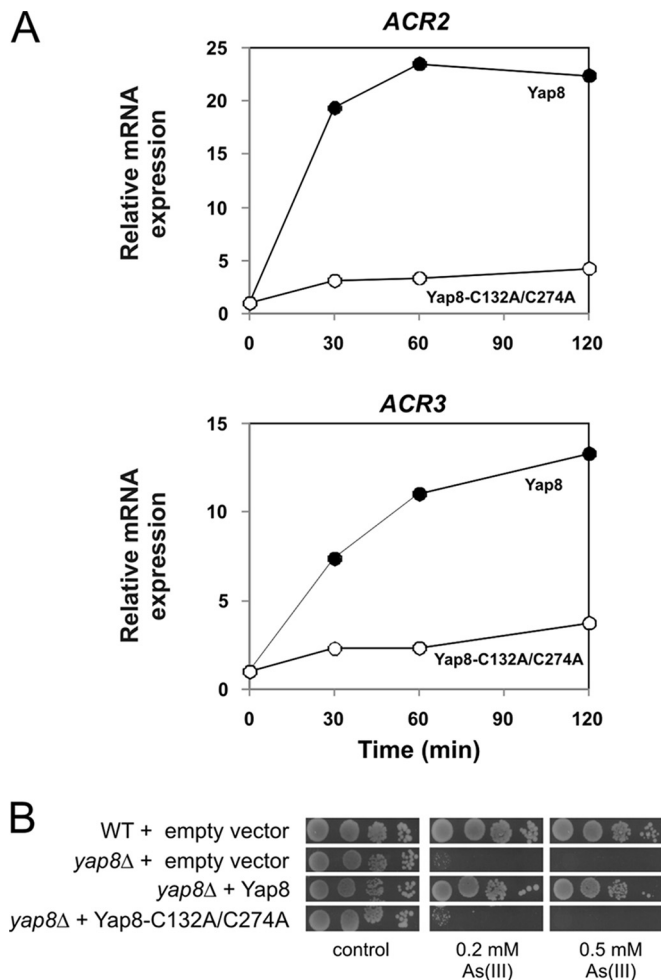 A
ACR2
Relative mRNA
expression
25
20
15
10
5
0
Yap8
Yap8-C132A/C274A
0 30 60 90 120
ACR3
Relative mRNA
expression
15
10
5
0
Yap8
Yap8-C132A/C274A
0 30 60 90 120
Time (min)
B
WT + empty vector
yap8Δ + empty vector
yap8Δ + Yap8
yap8Δ + Yap8-C132A/C274A
control
0.2 mM
As(III)
0.5 mM
As(III)